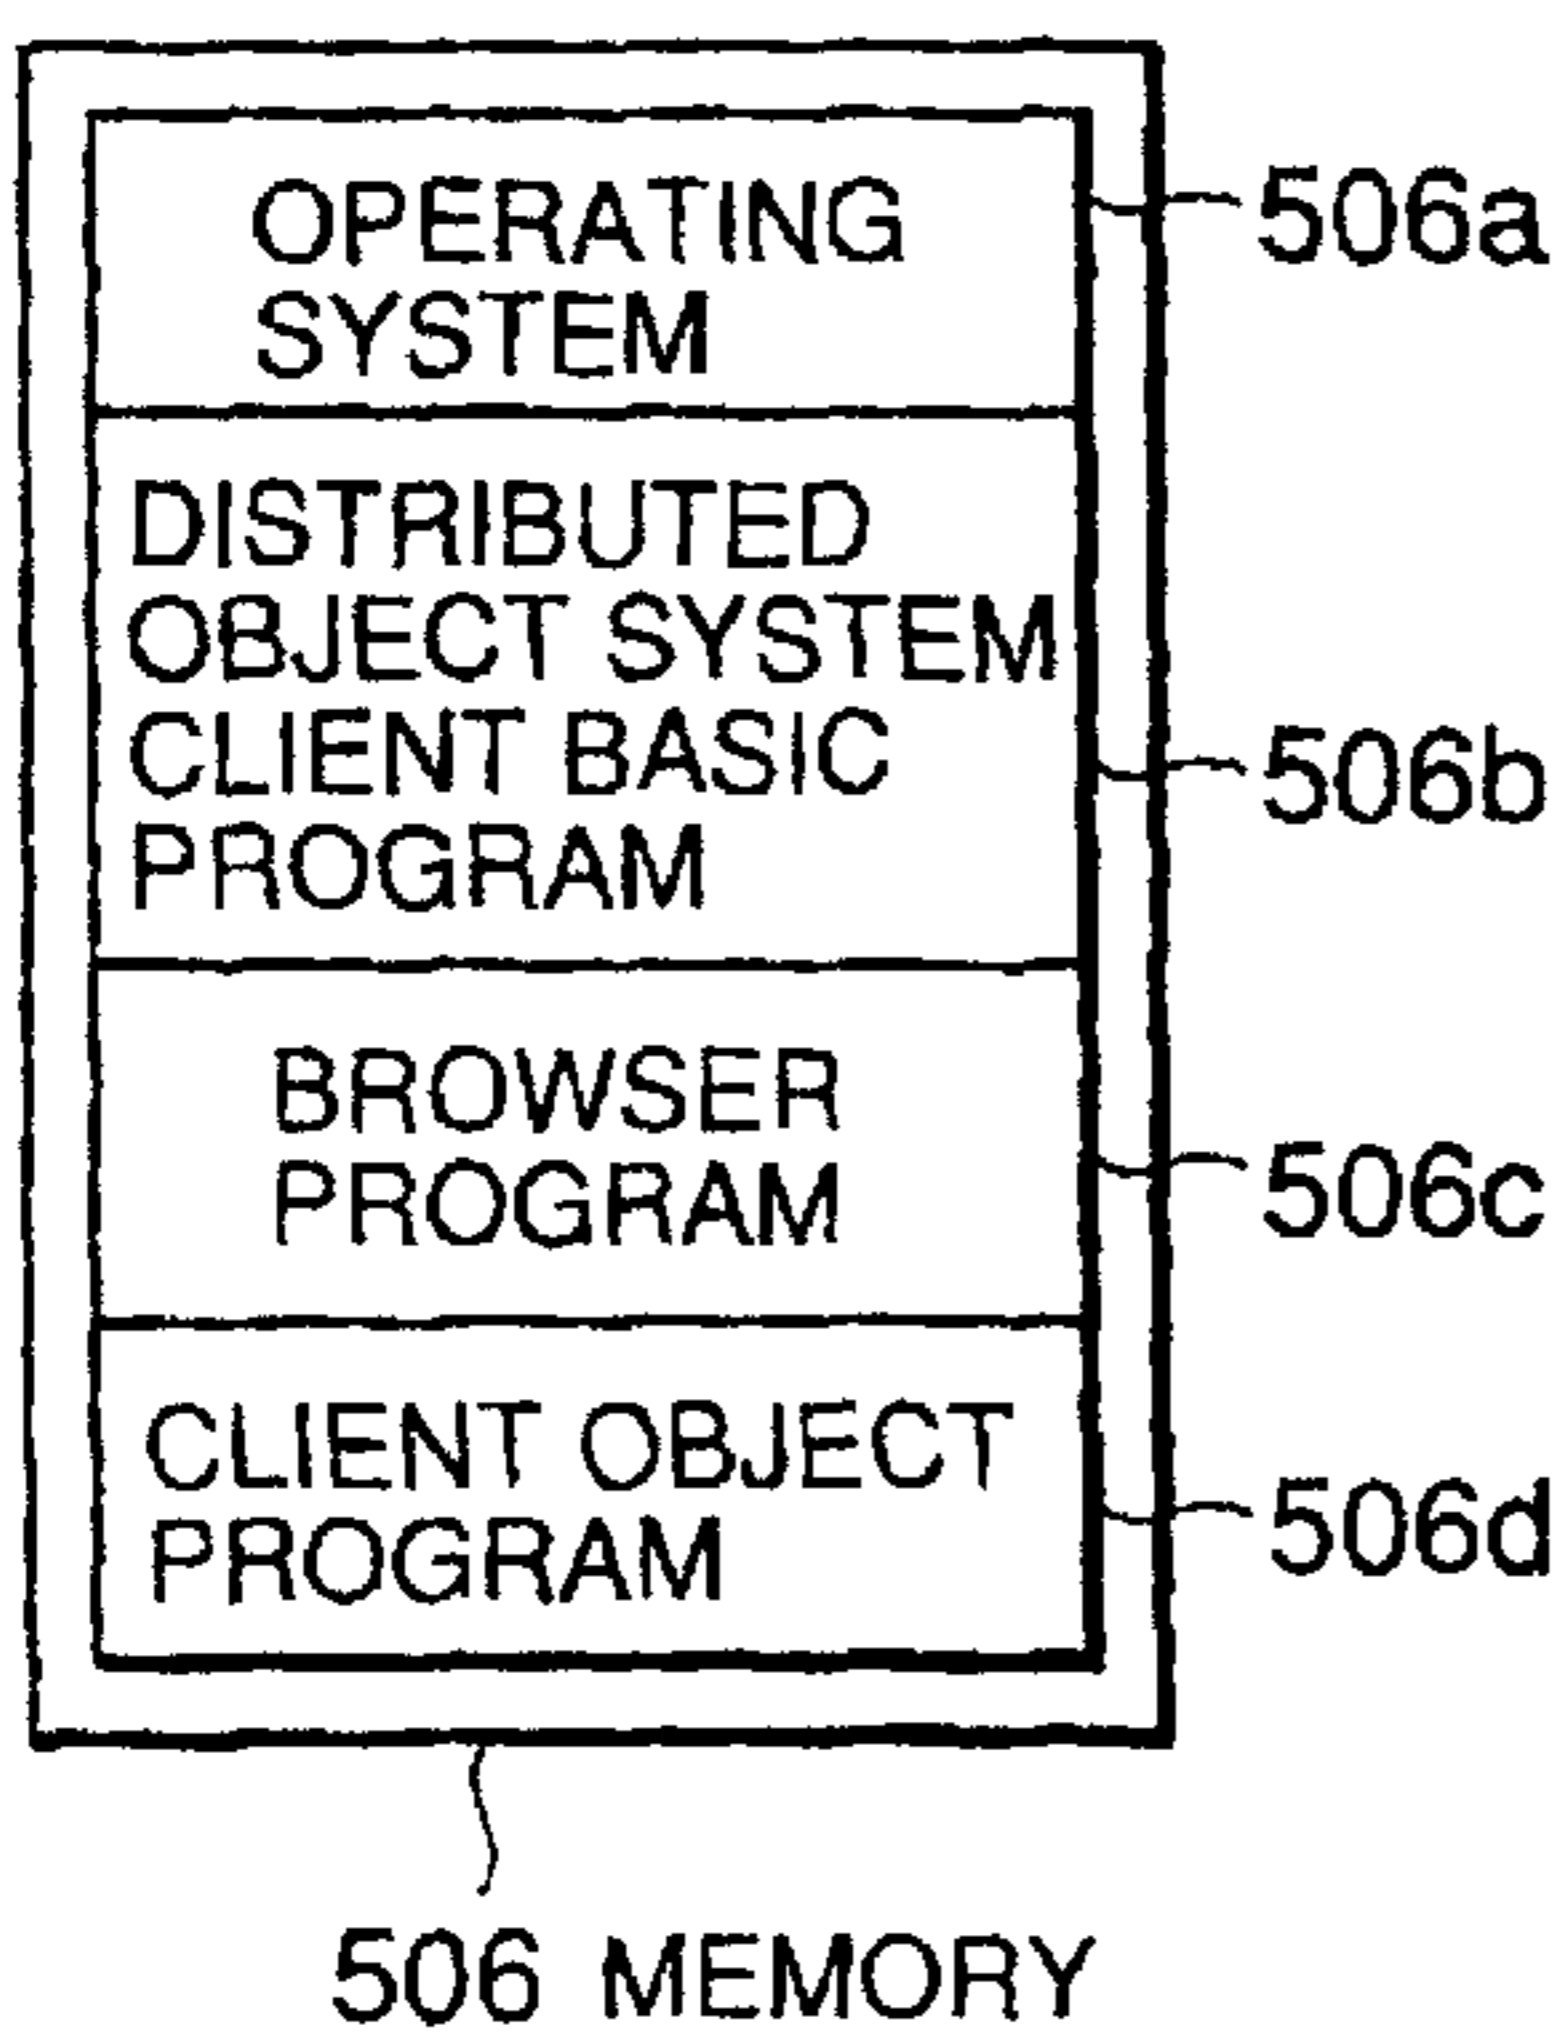 OPERATING
SYSTEM
506a
DISTRIBUTED
OBJECT SYSTEM
CLIENT BASIC
PROGRAM
506b
BROWSER
PROGRAM
506c
CLIENT OBJECT
PROGRAM
506d
506 MEMORY